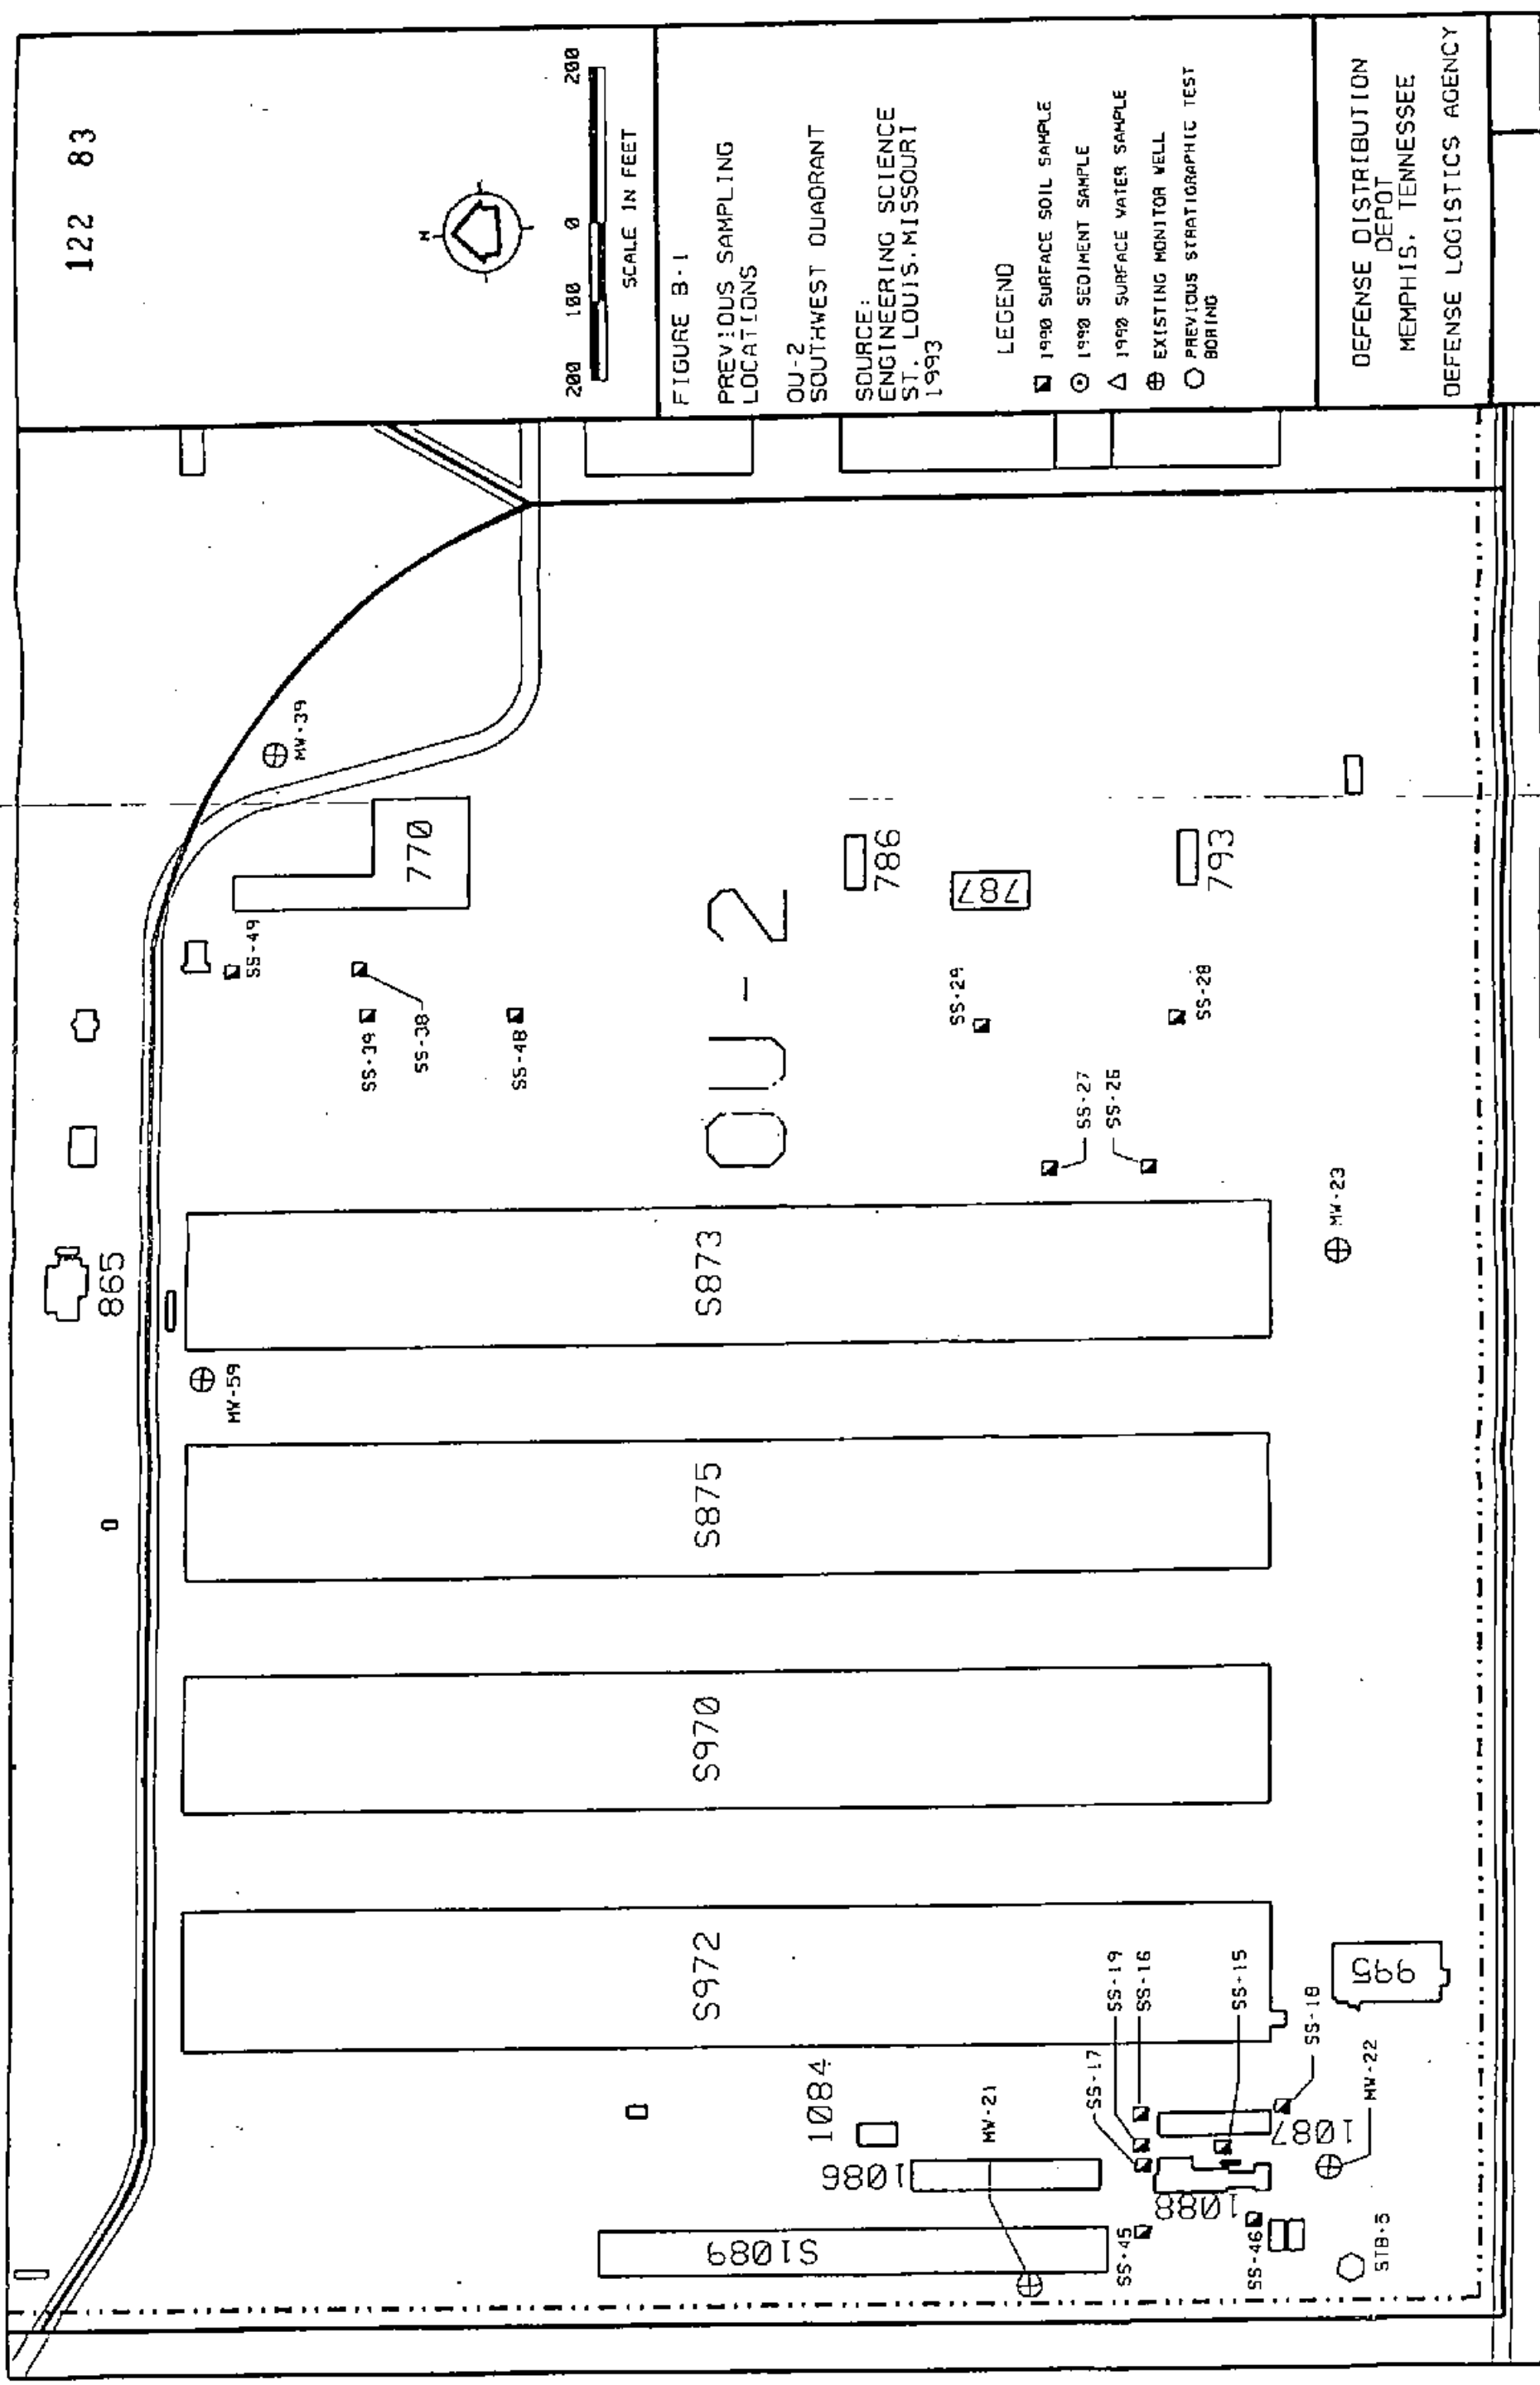 122 83
N
200 100 0 200
SCALE IN FEET
FIGURE B-1
PREVIOUS SAMPLING
LOCATIONS
OU-2
SOUTHWEST QUADRANT
SOURCE:
ENGINEERING SCIENCE
ST. LOUIS, MISSOURI
1993
LEGEND
1990 SURFACE SOIL SAMPLE
1990 SEDIMENT SAMPLE
1990 SURFACE WATER SAMPLE
EXISTING MONITOR WELL
PREVIOUS STRATIGRAPHIC TEST
BORING
DEFENSE DISTRIBUTION
DEPOT
MEMPHIS, TENNESSEE
DEFENSE LOGISTICS AGENCY
865
MW-59
SS-49
MW-39
770
SS-39
SS-38
SS-48
OU-2
S972
S970
S875
S873
786
787
793
SS-29
SS-28
SS-27
SS-26
MW-23
1084
1086
S1089
MW-21
SS-17
SS-19
SS-16
SS-15
SS-18
1087
1088
SS-45
SS-46
MW-22
STB-5
995